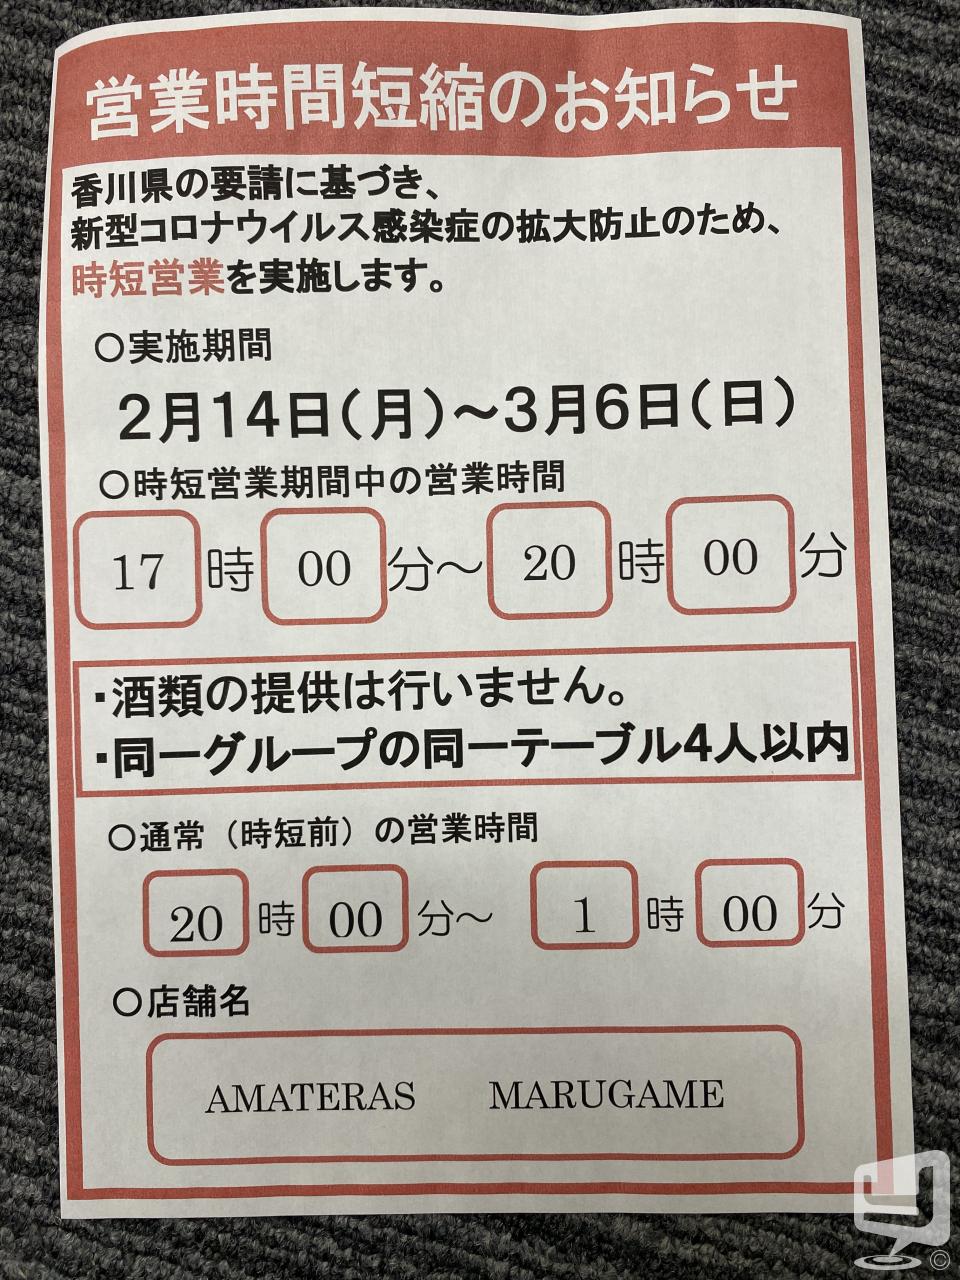 営業時間短縮のお知らせ
香川県の要請に基づき、
新型コロナウイルス感染症の拡大防止のため、
時短営業を実施します。
〇実施期間
2月14日(月)~3月6日(日)
〇時短営業期間中の営業時間
17時00分～20時00分
・酒類の提供は行いません。
・同一グループの同一テーブル4人以内
〇通常（時短前）の営業時間
20時00分～ 1時00分
〇店舗名
AMATERAS MARUGAME
©